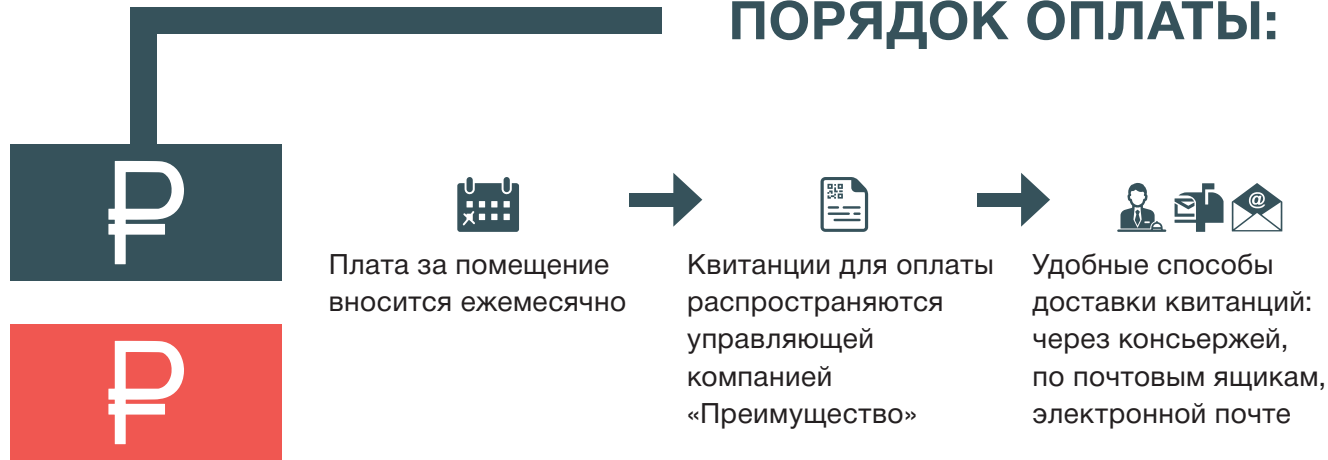 ПОРЯДОК ОПЛАТЫ:
₽
₽
Плата за помещение
вносится ежемесячно
Квитанции для оплаты
распространяются
управляющей
компанией
«Преимущество»
@
Удобные способы
доставки квитанций:
через консьержей,
по почтовым ящикам,
электронной почте